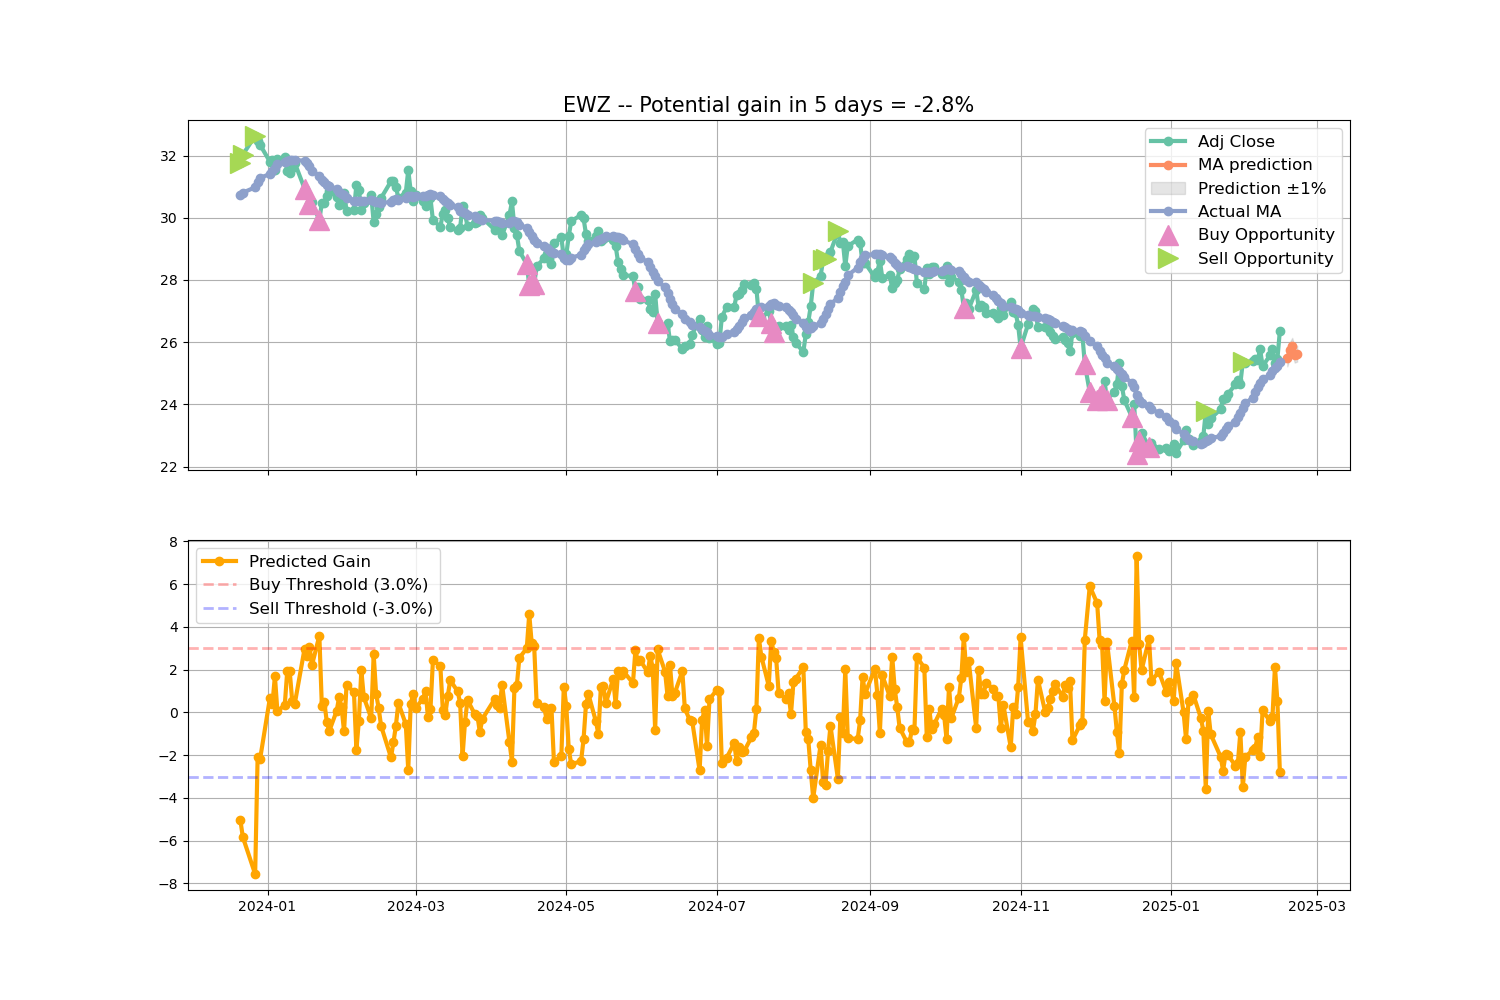 EWZ -- Potential gain in 5 days = -2.8%
32
30
28
26
24
22
Adj Close
MA prediction
Prediction ±1%
Actual MA
Buy Opportunity
Sell Opportunity
8
6
4
2
0
−2
−4
−6
−8
Predicted Gain
Buy Threshold (3.0%)
Sell Threshold (-3.0%)
2024-01
2024-03
2024-05
2024-07
2024-09
2024-11
2025-01
2025-03